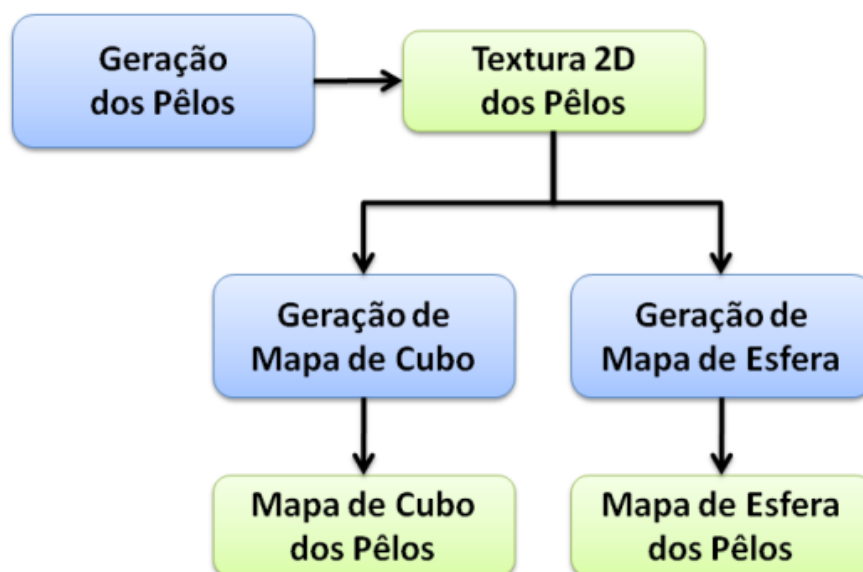 Geração
dos Pêlos
Textura 2D
dos Pêlos
Geração de
Mapa de Cubo
Geração de
Mapa de Esfera
Mapa de Cubo
dos Pêlos
Mapa de Esfera
dos Pêlos